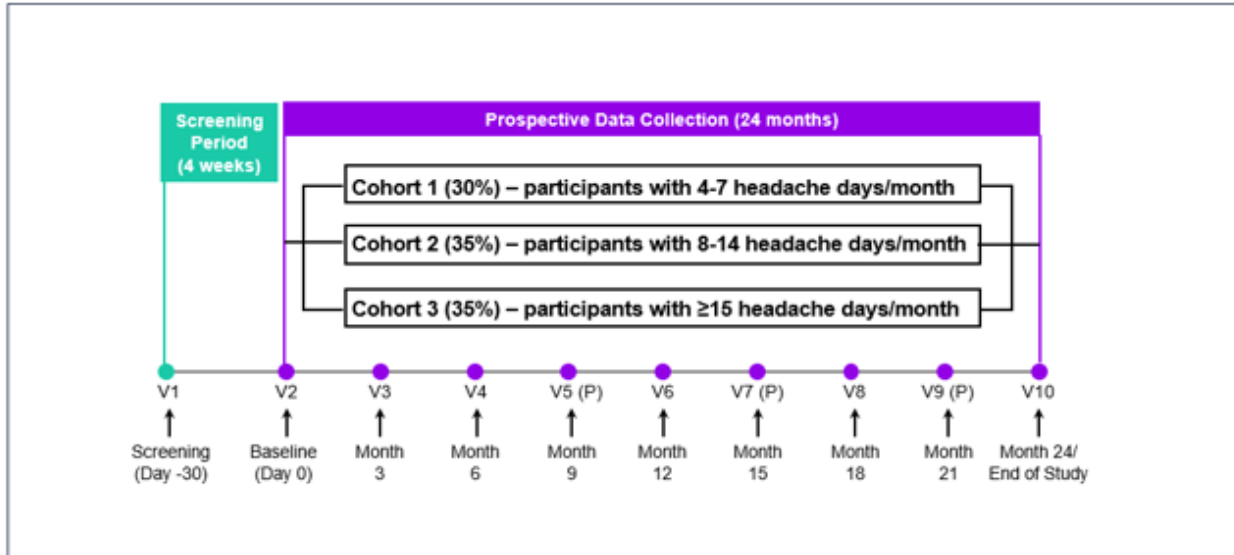 Screening
Period
(4 weeks)
Prospective Data Collection (24 months)
Cohort 1 (30%) – participants with 4-7 headache days/month
Cohort 2 (35%) – participants with 8-14 headache days/month
Cohort 3 (35%) – participants with ≥15 headache days/month
V1 V2 V3 V4 V5 (P) V6 V7 (P) V8 V9 (P) V10
Screening Baseline Month Month Month Month Month Month Month Month 24/
(Day -30) (Day 0) 3 6 9 12 15 18 21 End of Study